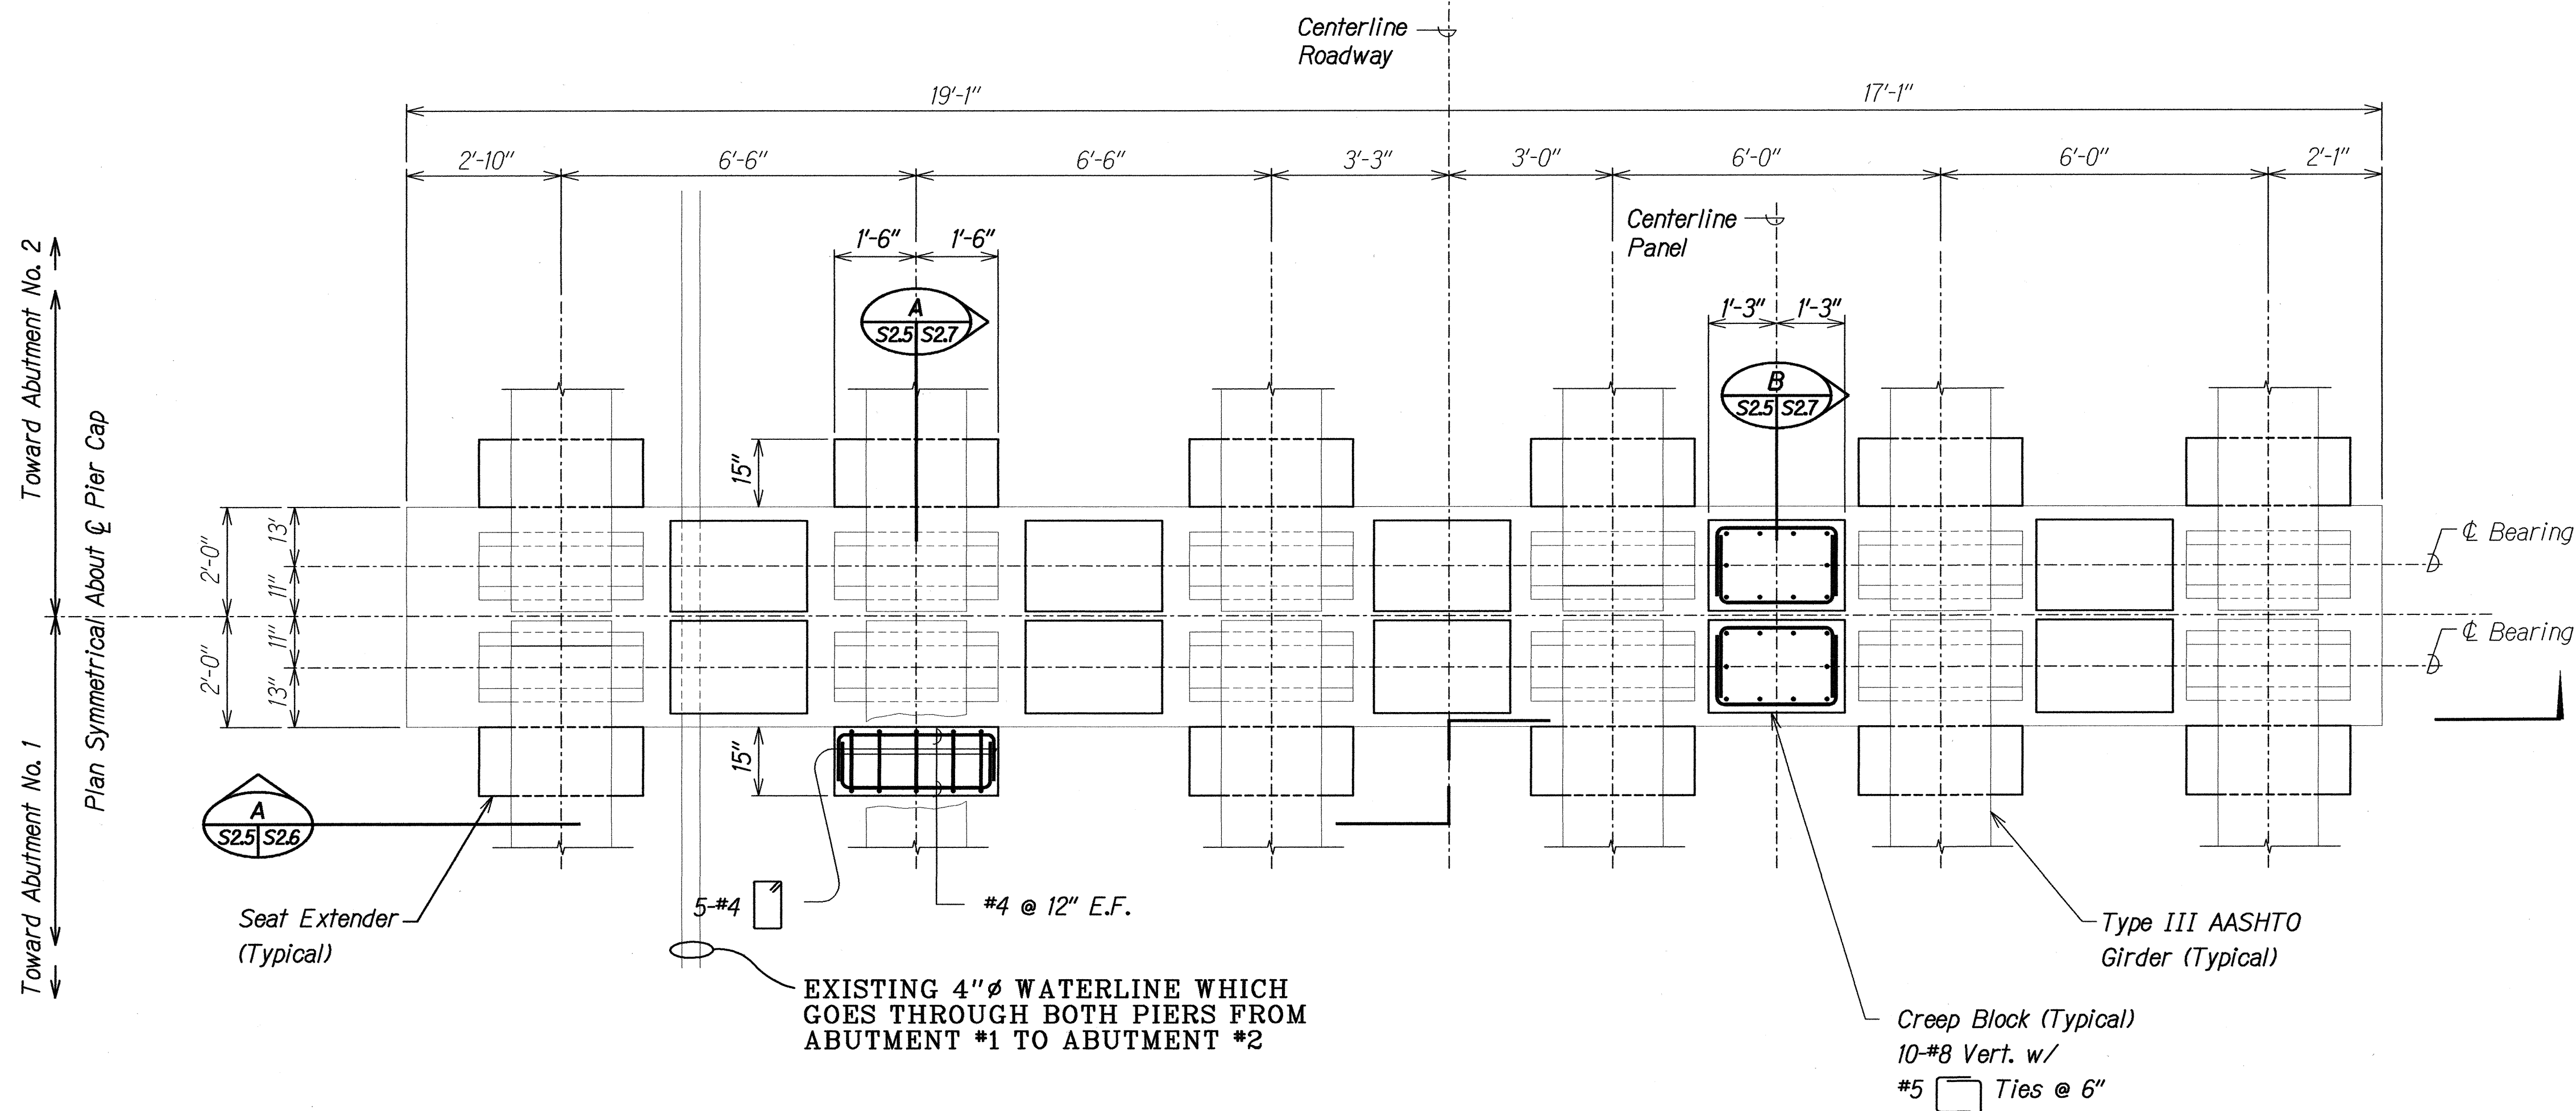 Centerline
Roadway
19'-1"
17'-1"
2'-10"
6'-6"
6'-6"
3'-3"
3'-0"
6'-0"
6'-0"
2'-1"
Centerline
Panel
1'-6"
1'-6"
1'-3"
1'-3"
A
S2.5
S2.7
B
S2.5
S2.7
Toward Abutment No. 2
Plan Symmetrical About ℄ Pier Cap
Toward Abutment No. 1
15"
2'-0"
13'
11"
2'-0"
11"
13"
15"
℄ Bearing
℄ Bearing
A
S2.5
S2.6
Seat Extender
(Typical)
5-#4
#4 @ 12" E.F.
EXISTING 4"ø WATERLINE WHICH
GOES THROUGH BOTH PIERS FROM
ABUTMENT #1 TO ABUTMENT #2
Type III AASHTO
Girder (Typical)
Creep Block (Typical)
10-#8 Vert. w/
#5 Ties @ 6"